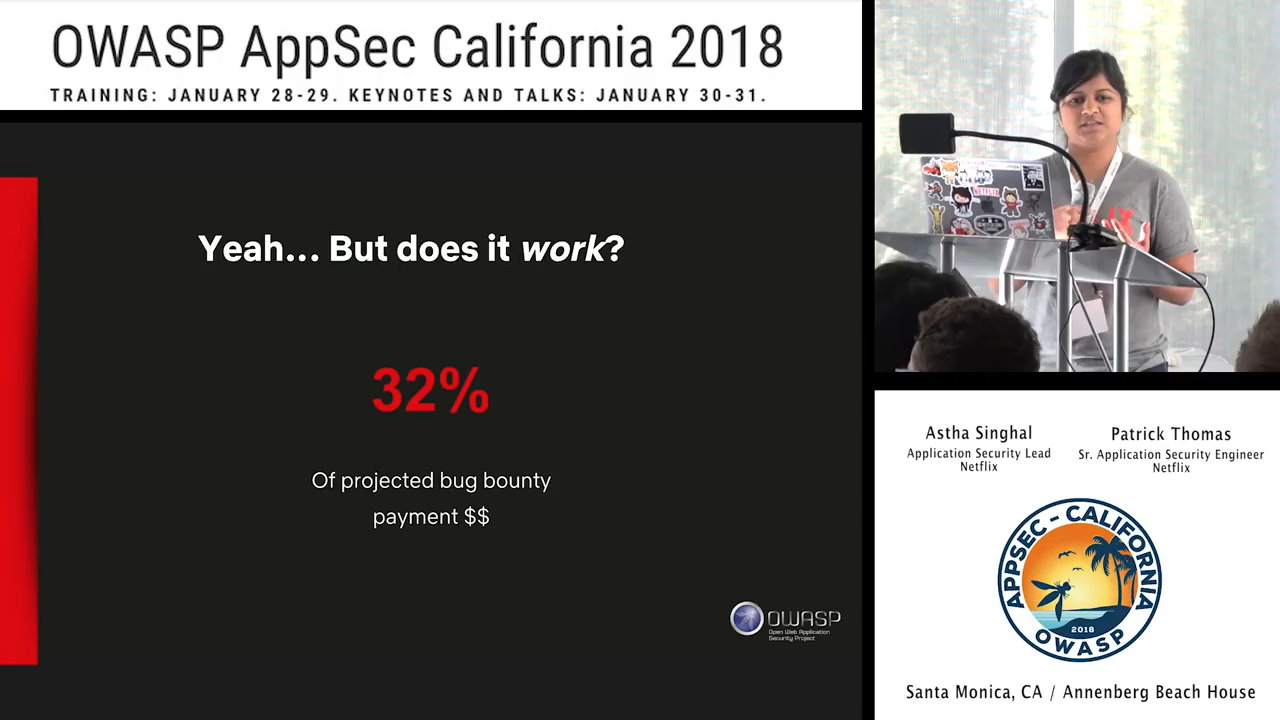 OWASP AppSec California 2018
TRAINING: JANUARY 28-29. KEYNOTES AND TALKS: JANUARY 30-31.
Yeah... But does it work?
32%
Of projected bug bounty
payment $$
OWASP
Open Web Application
Security Project
NETFLIX
Astha Singhal
Application Security Lead
Netflix
Patrick Thomas
Sr. Application Security Engineer
Netflix
APPSEC - CALIFORNIA
2018
OWASP
Santa Monica, CA / Annenberg Beach House